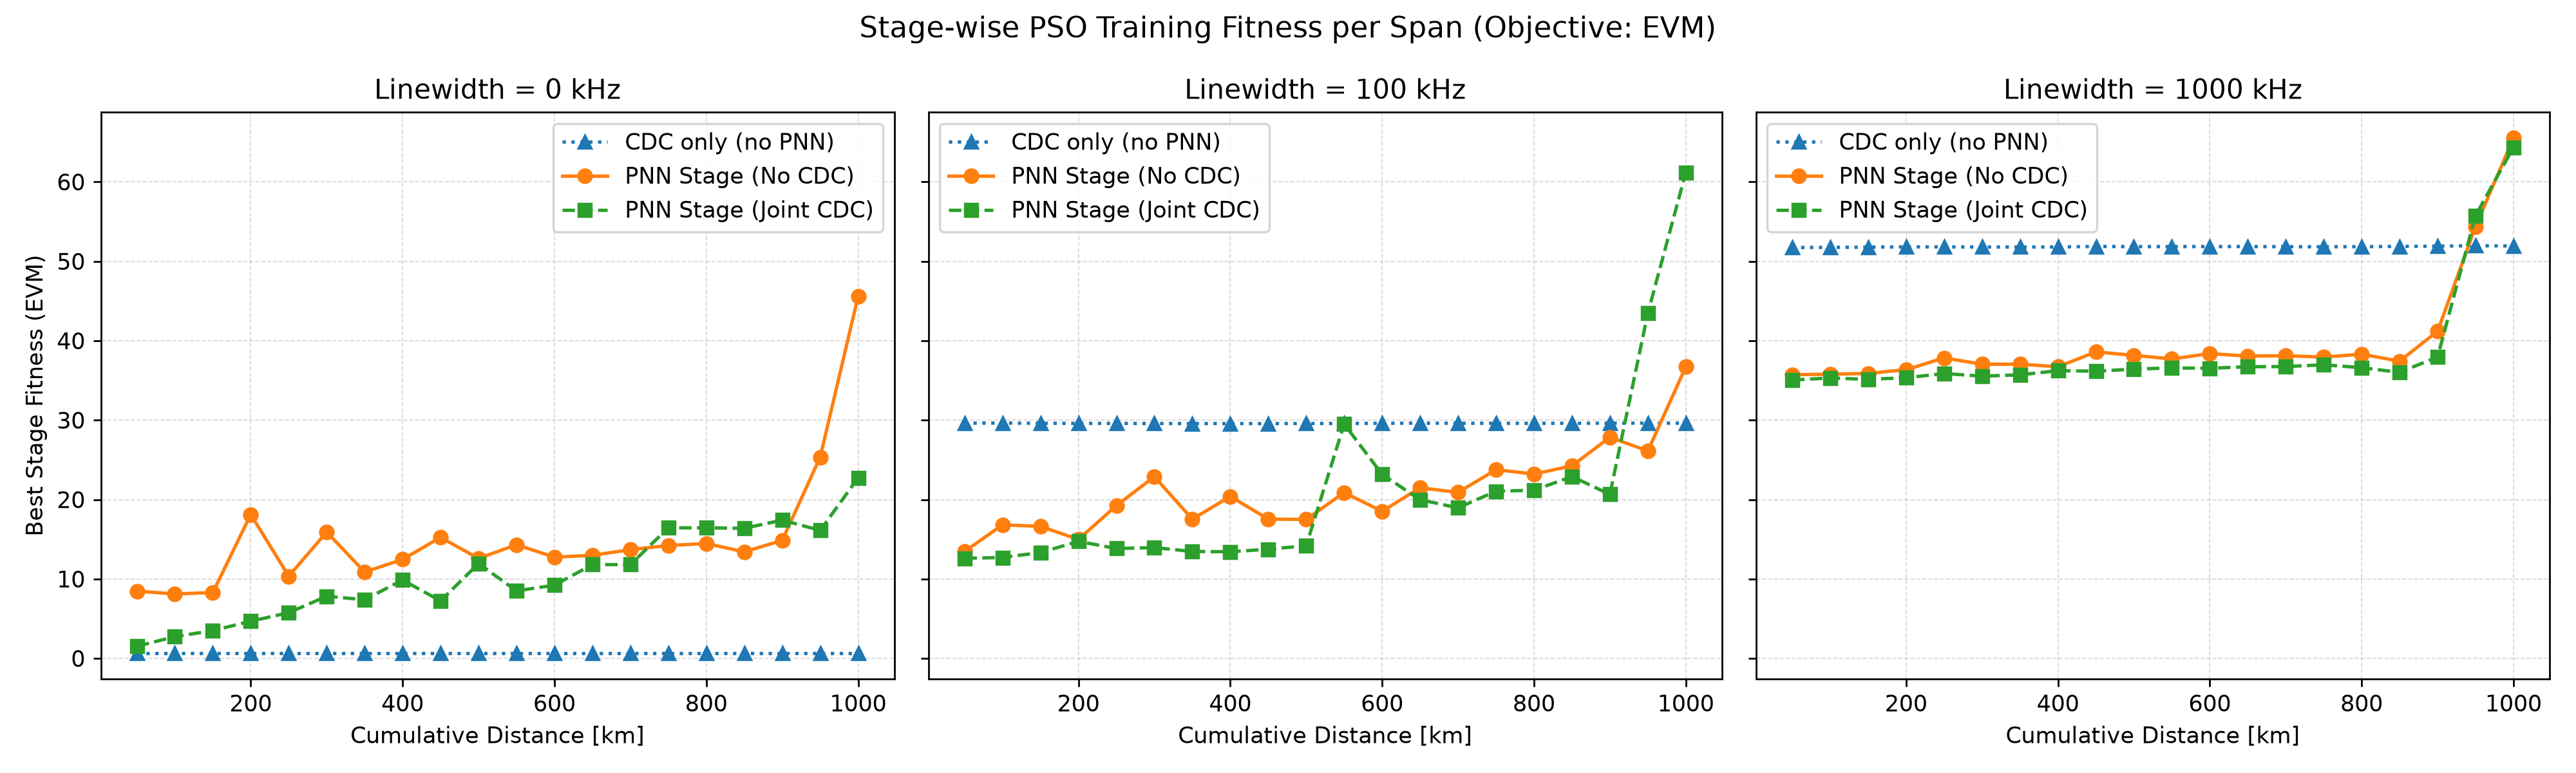 Stage-wise PSO Training Fitness per Span (Objective: EVM)
Linewidth = 0 kHz
Linewidth = 100 kHz
Linewidth = 1000 kHz
CDC only (no PNN)
PNN Stage (No CDC)
PNN Stage (Joint CDC)
CDC only (no PNN)
PNN Stage (No CDC)
PNN Stage (Joint CDC)
CDC only (no PNN)
PNN Stage (No CDC)
PNN Stage (Joint CDC)
Best Stage Fitness (EVM)
60
50
40
30
20
10
0
200 400 600 800 1000
200 400 600 800 1000
200 400 600 800 1000
Cumulative Distance [km]
Cumulative Distance [km]
Cumulative Distance [km]